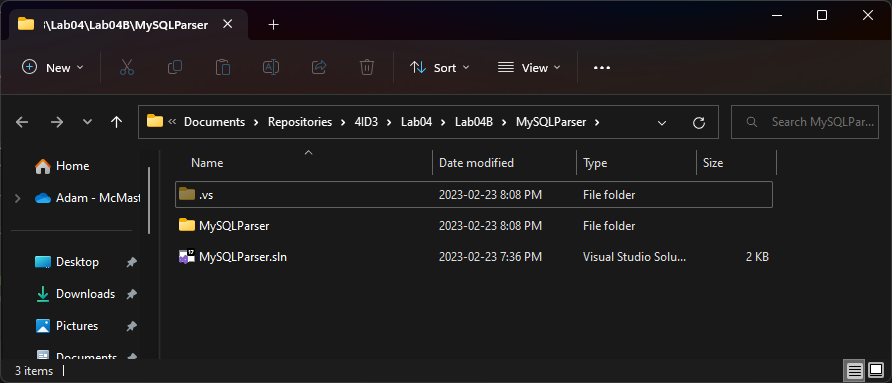 \Lab04\Lab04B\MySQLParser
New
Sort
View
Documents Repositories 4ID3 Lab04 Lab04B MySQLParser
Search MySQLPar...
Name Date modified Type Size
Home
Adam - McMast
Desktop
Downloads
Pictures
Documents
.vs 2023-02-23 8:08 PM File folder
MySQLParser 2023-02-23 8:08 PM File folder
MySQLParser.sln 2023-02-23 7:36 PM Visual Studio Solu... 2 KB
3 items